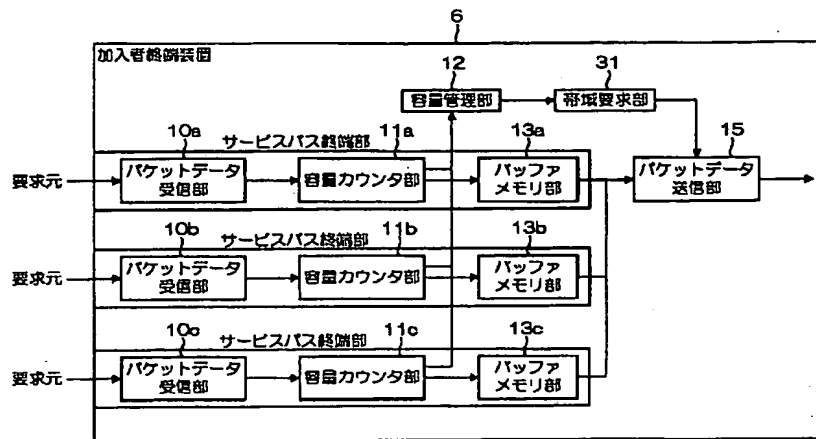 6
加入者終端装置
12
31
容量管理部
帯域要求部
10a
サービスパス終端部
11a
13a
15
要求元
パケットデータ
受信部
容量カウンタ部
バッファ
メモリ部
パケットデータ
送信部
10b
サービスパス終端部
11b
13b
要求元
パケットデータ
受信部
容量カウンタ部
バッファ
メモリ部
10c
サービスパス終端部
11c
13c
要求元
パケットデータ
受信部
容量カウンタ部
バッファ
メモリ部